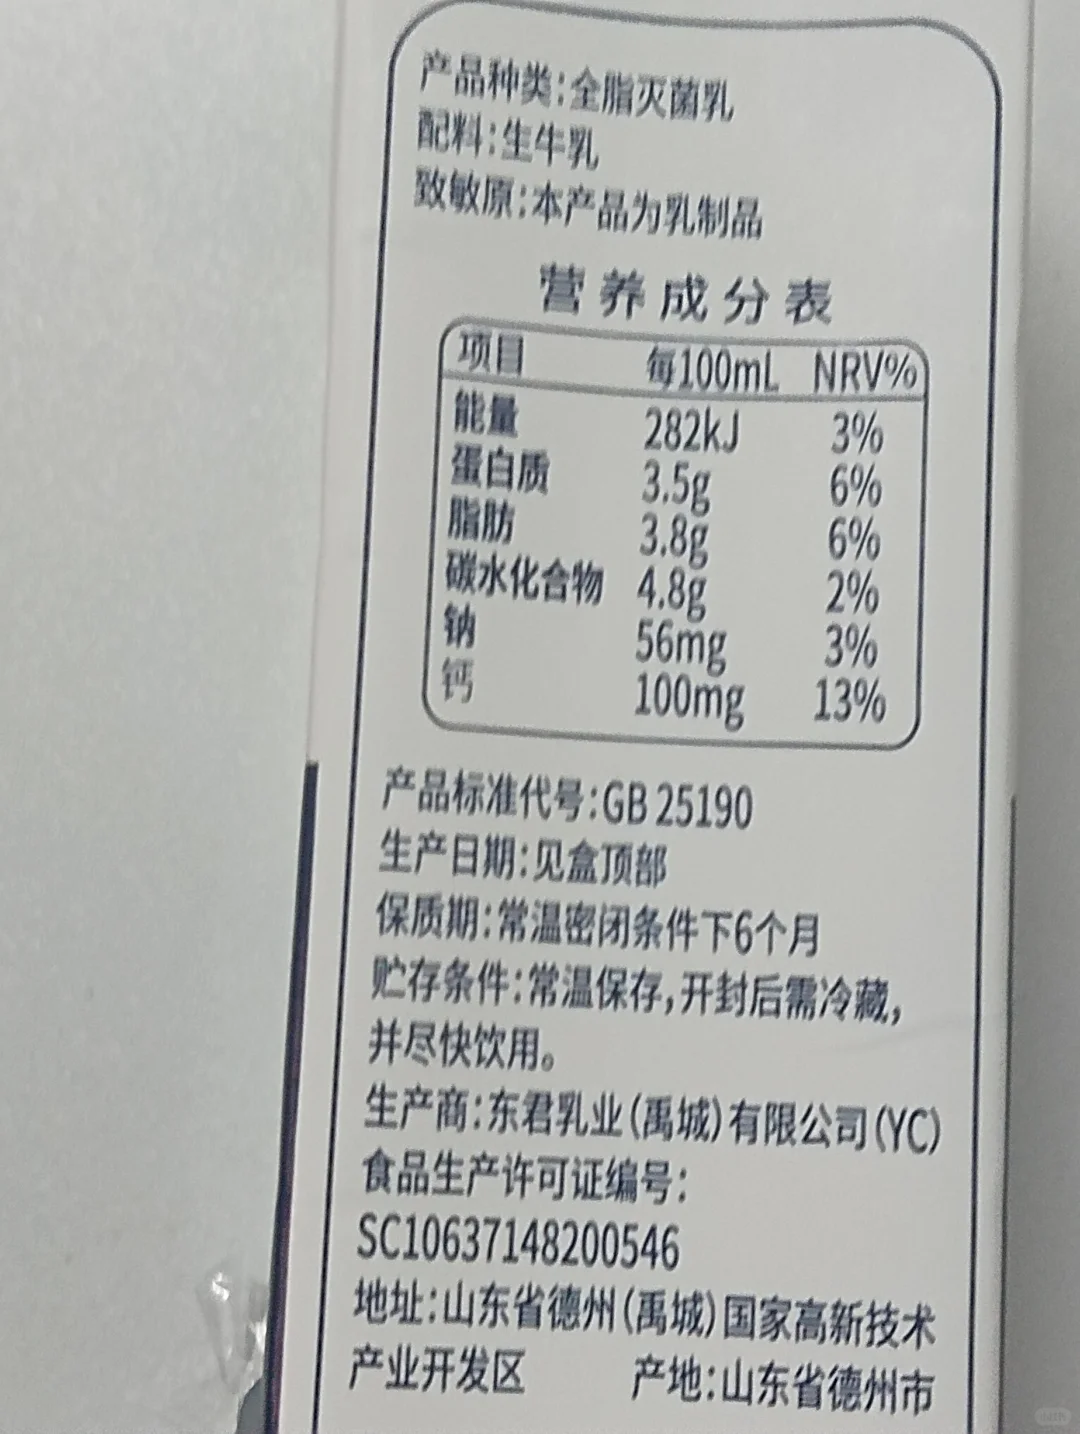 产品种类:全脂灭菌乳
配料:生牛乳
致敏原:本产品为乳制品
营养成分表
项目 每100mL NRV%
能量 282kJ 3%
蛋白质 3.5g 6%
脂肪 3.8g 6%
碳水化合物 4.8g 2%
钠 56mg 3%
钙 100mg 13%
产品标准代号:GB 25190
生产日期:见盒顶部
保质期:常温密闭条件下6个月
贮存条件:常温保存,开封后需冷藏,
并尽快饮用。
生产商:东君乳业(禹城)有限公司(YC)
食品生产许可证编号:
SC10637148200546
地址:山东省德州(禹城)国家高新技术
产业开发区 产地:山东省德州市